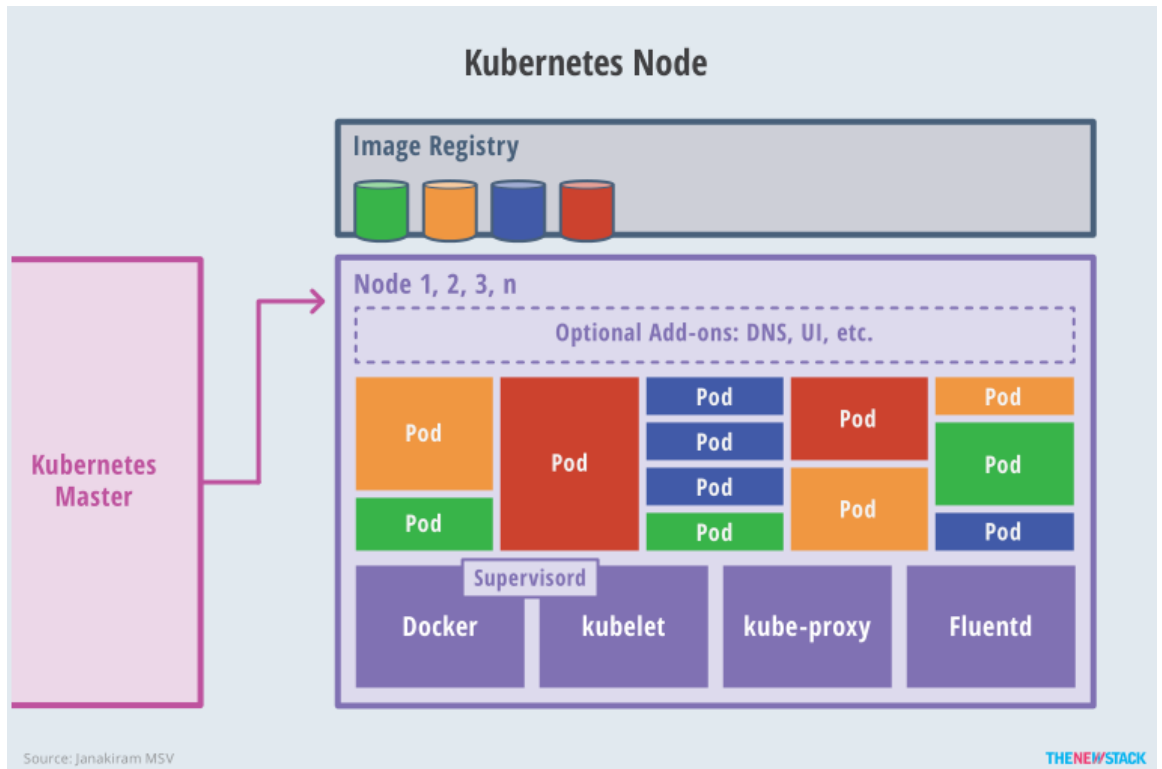 Kubernetes Node
Image Registry
Node 1, 2, 3, n
Optional Add-ons: DNS, UI, etc.
Kubernetes
Master
Pod
Pod
Pod
Pod
Pod
Pod
Pod
Pod
Pod
Pod
Pod
Pod
Supervisord
Docker
kubelet
kube-proxy
Fluentd
Source: Janakiram MSV
THENEWSTACK